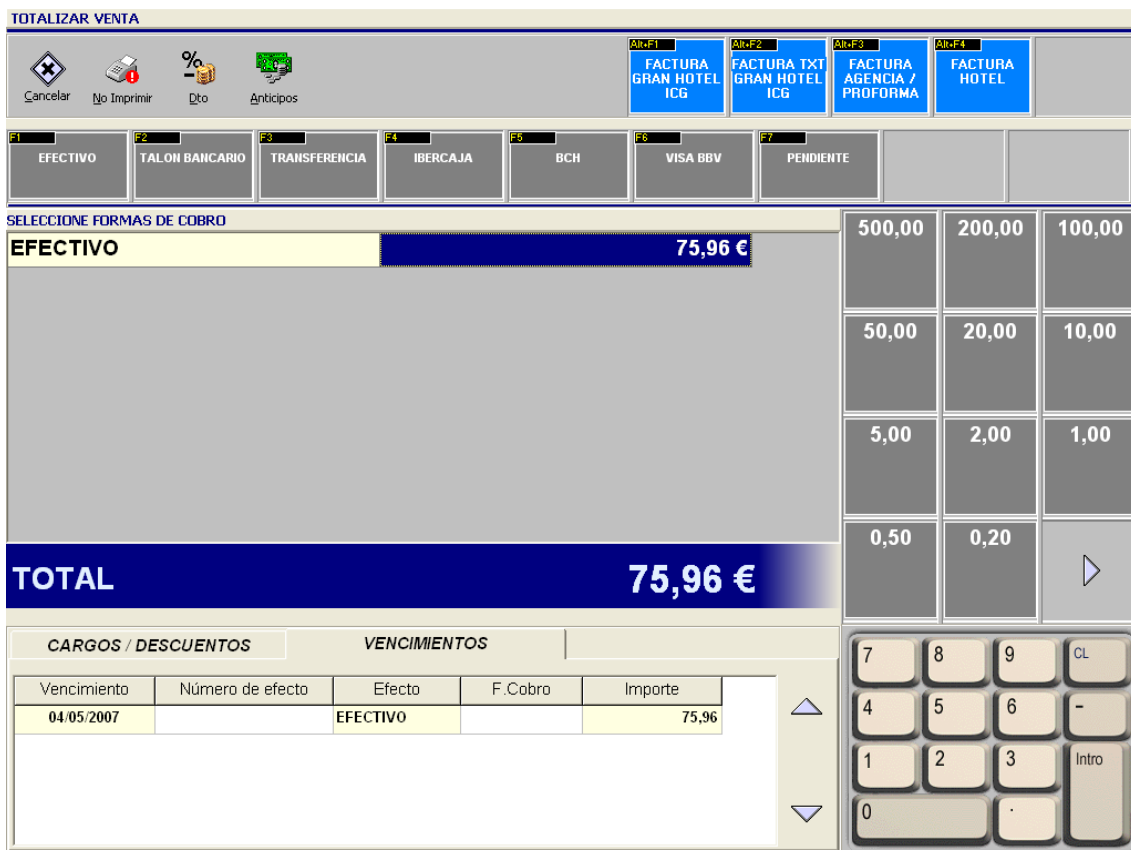 TOTALIZAR VENTA
Cancelar
No Imprimir
%
Dto
Anticipos
Alt+F1
FACTURA
GRAN HOTEL
ICG
Alt+F2
FACTURA TXT
GRAN HOTEL
ICG
Alt+F3
FACTURA
AGENCIA /
PROFORMA
Alt+F4
FACTURA
HOTEL
F1
EFECTIVO
F2
TALON BANCARIO
F3
TRANSFERENCIA
F4
IBERCAJA
F5
BCH
F6
VISA BBV
F7
PENDIENTE
SELECCIONE FORMAS DE COBRO
EFECTIVO 75,96 €
500,00 200,00 100,00
50,00 20,00 10,00
5,00 2,00 1,00
0,50 0,20
TOTAL 75,96 €
CARGOS / DESCUENTOS VENCIMIENTOS
Vencimiento Número de efecto Efecto F.Cobro Importe
04/05/2007 EFECTIVO 75,96
7 8 9 CL
4 5 6 -
1 2 3 Intro
0 .